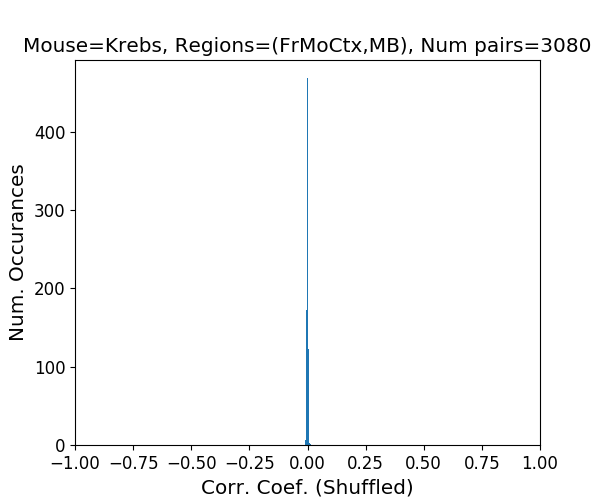 Mouse=Krebs, Regions=(FrMoCtx,MB), Num pairs=3080
Num. Occurances
400
300
200
100
0
−1.00 −0.75 −0.50 −0.25 0.00 0.25 0.50 0.75 1.00
Corr. Coef. (Shuffled)